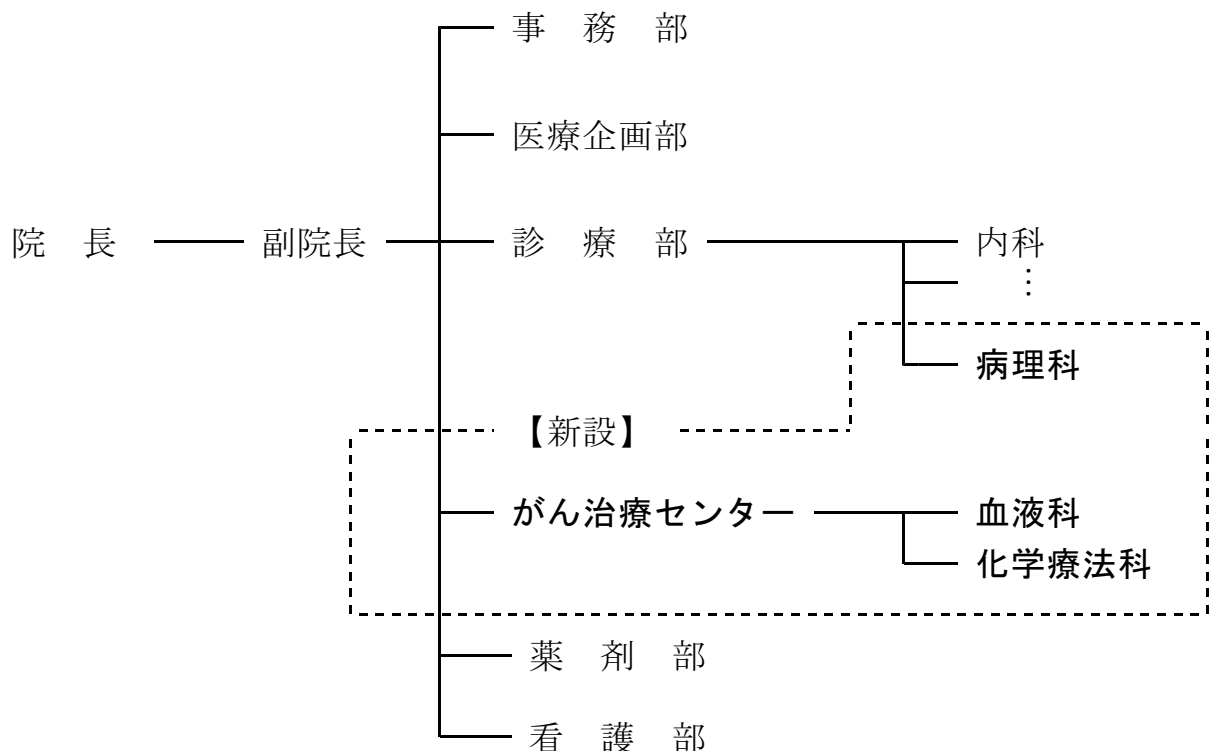 事　務　部
医療企画部
院　長　副院長　診　療　部　内科
⋮
病理科
【新設】
がん治療センター　血液科
化学療法科
薬　剤　部
看　護　部